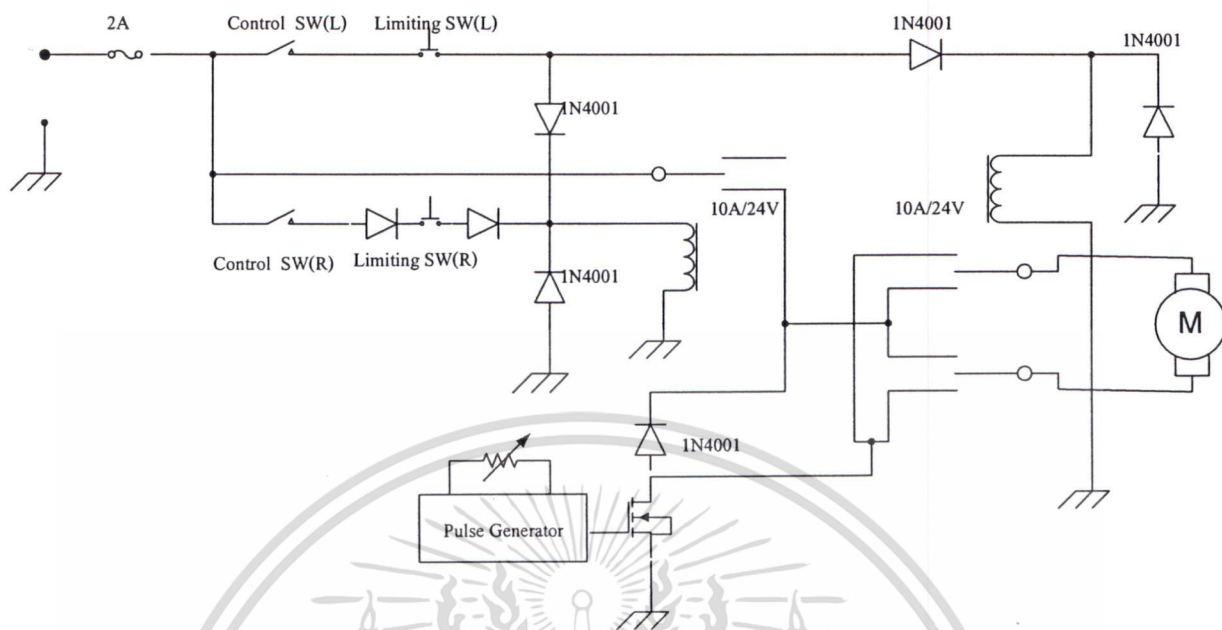 2A
Control SW(L)
Limiting SW(L)
1N4001
1N4001
1N4001
10A/24V
10A/24V
Control SW(R)
Limiting SW(R)
1N4001
M
1N4001
Pulse Generator